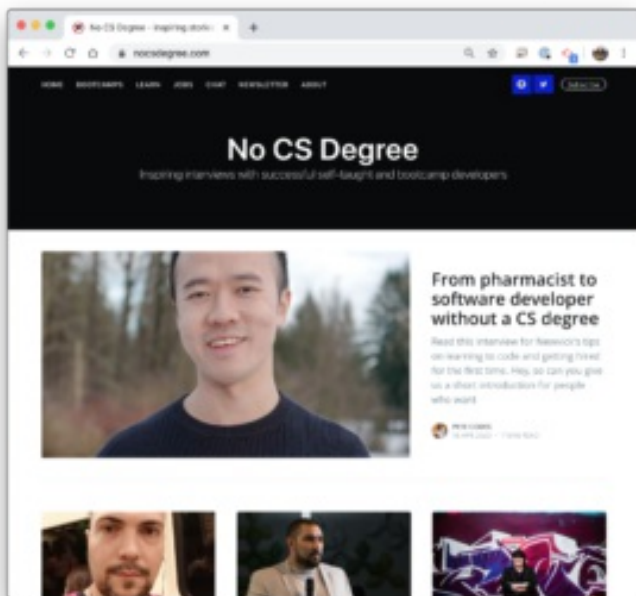 No CS Degree - Inspiring stories
nocsdegree.com
HOME BOOTCAMPS LEARN JOBS CHAT NEWSLETTER ABOUT
Subscribe
No CS Degree
Inspiring interviews with successful self-taught and bootcamp developers
From pharmacist to
software developer
without a CS degree
Read this interview for
tips
on learning to code and getting hired
for the first time. Hey, so can you give
us a short introduction for people
who want